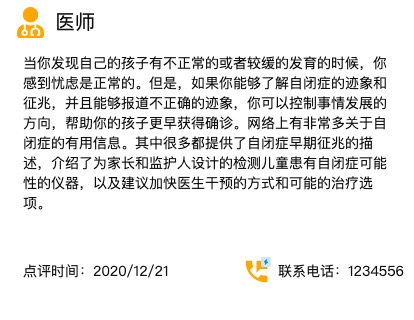 医师
当你发现自己的孩子有不正常的或者较缓的发育的时候，你
感到忧虑是正常的。但是，如果你能够了解自闭症的迹象和
征兆，并且能够报道不正确的迹象，你可以控制事情发展的
方向，帮助你的孩子更早获得确诊。网络上有非常多关于自
闭症的有用信息。其中很多都提供了自闭症早期征兆的描
述，介绍了为家长和监护人设计的检测儿童患有自闭症可能
性的仪器，以及建议加快医生干预的方式和可能的治疗选
项。
点评时间：2020/12/21
联系电话：1234556